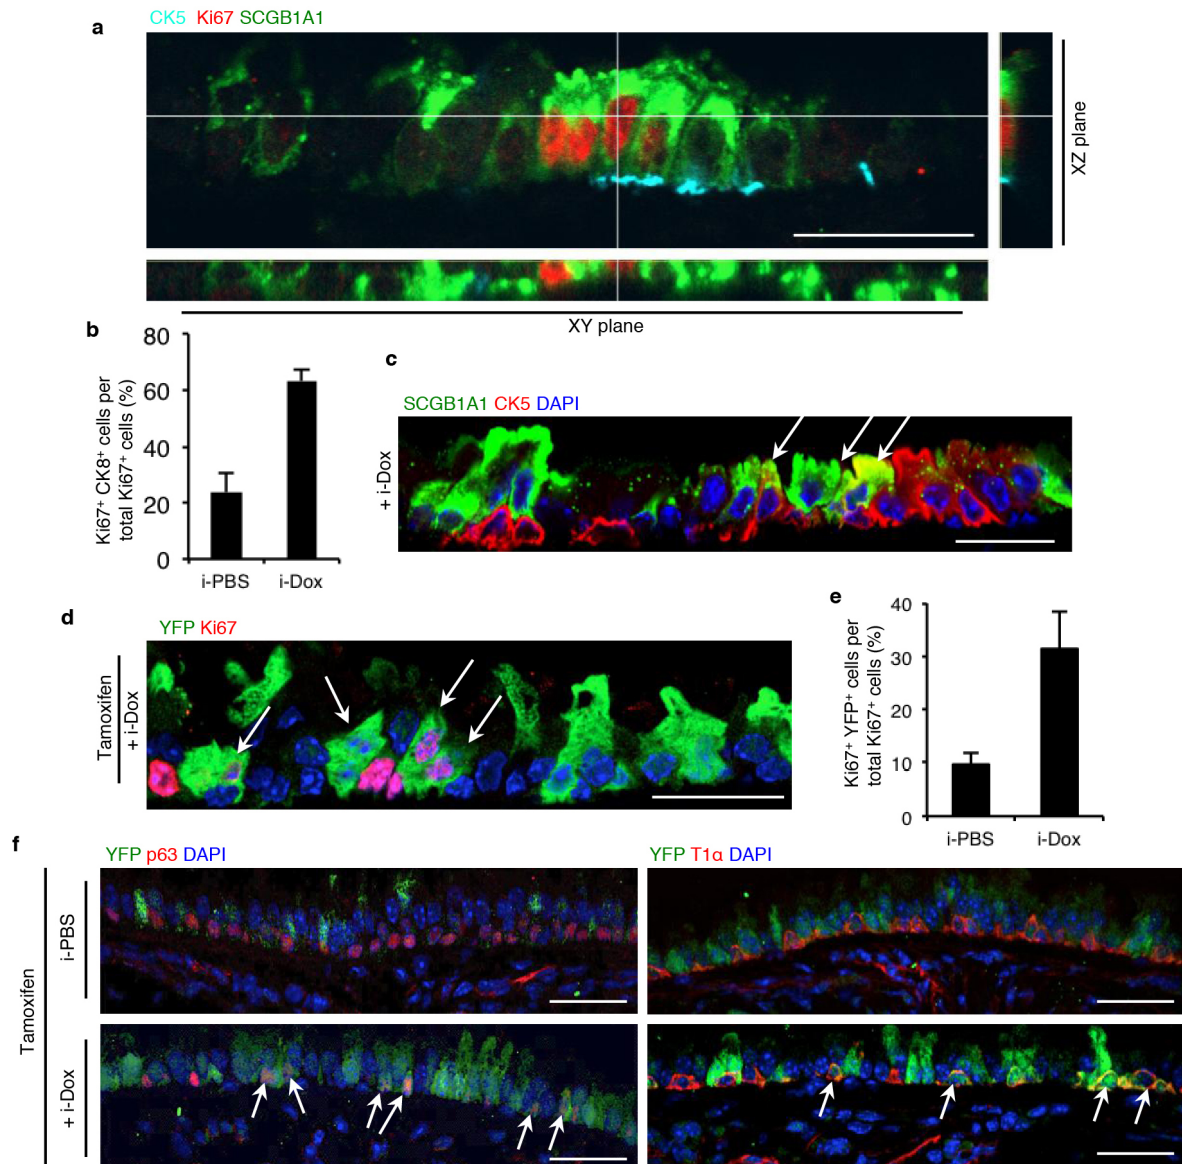 a
CK5 Ki67 SCGB1A1
XZ plane
XY plane
b
Ki67⁺ CK8⁺ cells per
total Ki67⁺ cells (%)
80
60
40
20
0
i-PBS
i-Dox
c
SCGB1A1 CK5 DAPI
+ i-Dox
d
YFP Ki67
Tamoxifen
+ i-Dox
e
Ki67⁺ YFP⁺ cells per
total Ki67⁺ cells (%)
40
30
20
10
0
i-PBS
i-Dox
f
YFP p63 DAPI
YFP T1α DAPI
Tamoxifen
i-PBS
+ i-Dox